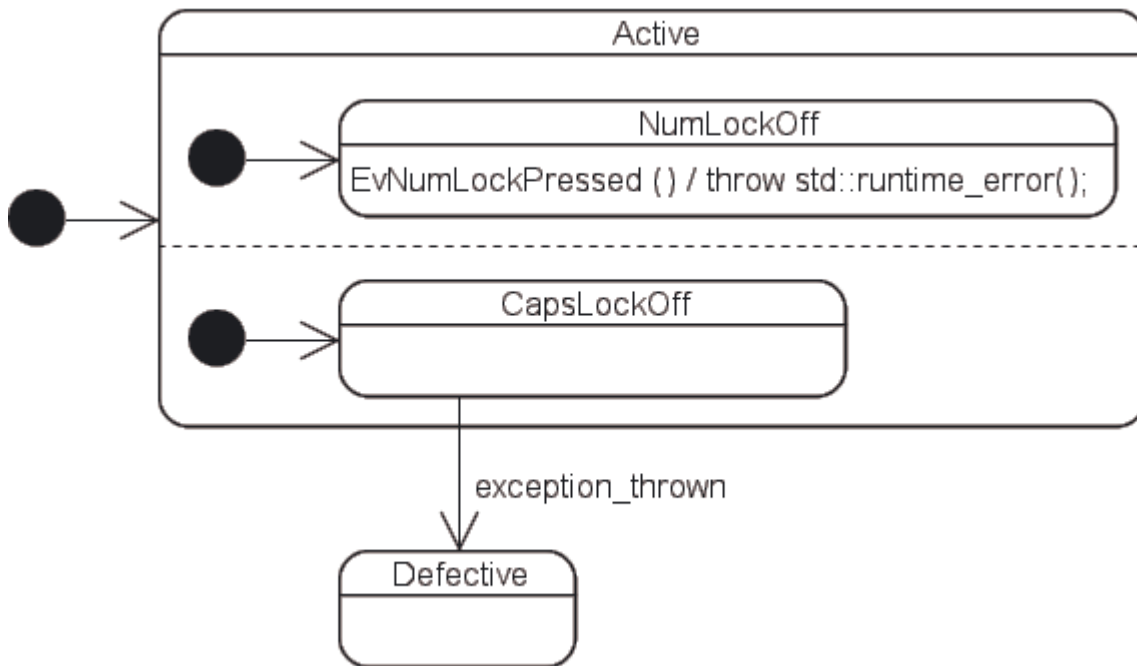 Active
NumLockOff
EvNumLockPressed () / throw std::runtime_error();
CapsLockOff
exception_thrown
Defective